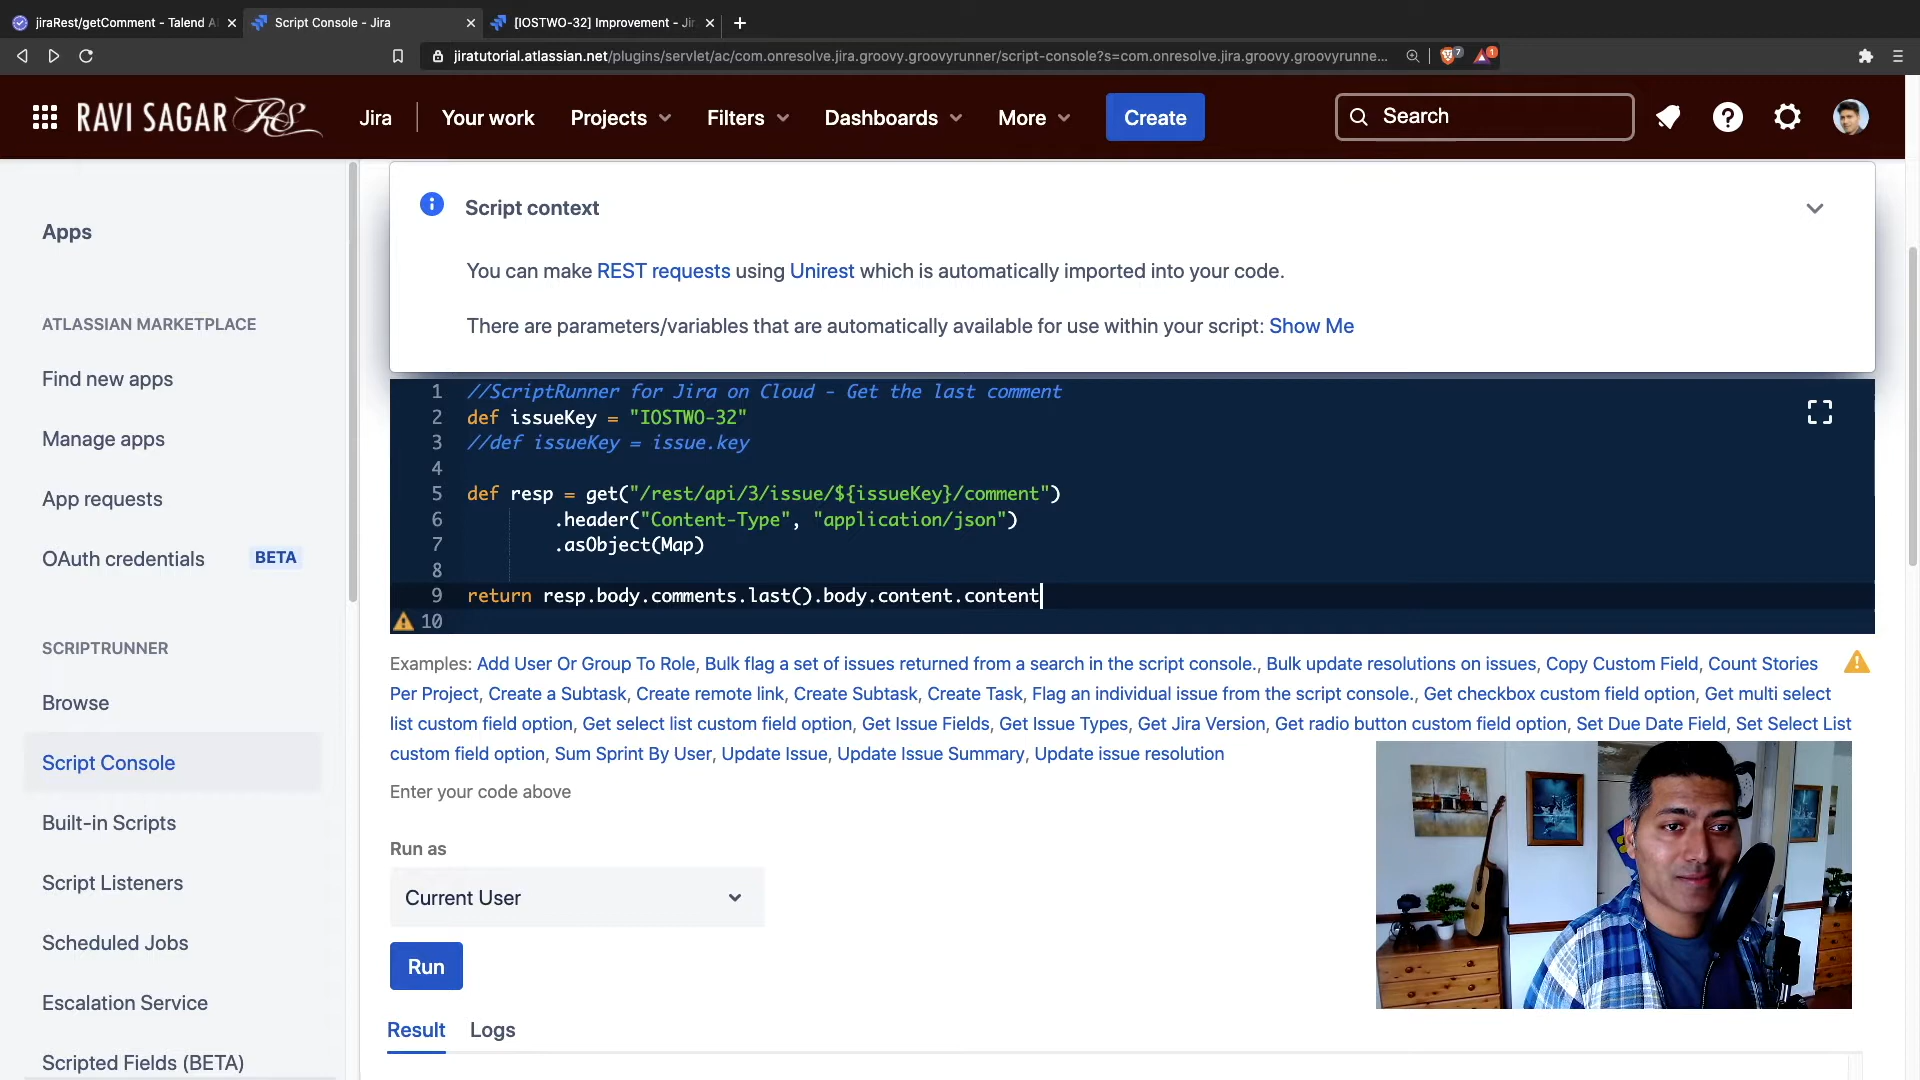 jiraRest/getComment - Talend A
Script Console - Jira
[IOSTWO-32] Improvement - Jir
jiratutorial.atlassian.net/plugins/servlet/ac/com.onresolve.jira.groovy.groovyrunner/script-console?s=com.onresolve.jira.groovy.groovyrunne...
7
1
RAVI SAGAR RS
Jira
Your work
Projects
Filters
Dashboards
More
Create
Search
Apps
ATLASSIAN MARKETPLACE
Find new apps
Manage apps
App requests
OAuth credentials BETA
SCRIPTRUNNER
Browse
Script Console
Built-in Scripts
Script Listeners
Scheduled Jobs
Escalation Service
Scripted Fields (BETA)
Script context
You can make REST requests using Unirest which is automatically imported into your code.
There are parameters/variables that are automatically available for use within your script: Show Me
1 //ScriptRunner for Jira on Cloud - Get the last comment
2 def issueKey = "IOSTWO-32"
3 //def issueKey = issue.key
4
5 def resp = get("/rest/api/3/issue/${issueKey}/comment")
6 .header("Content-Type", "application/json")
7 .asObject(Map)
8
9 return resp.body.comments.last().body.content.content
10
Examples: Add User Or Group To Role, Bulk flag a set of issues returned from a search in the script console., Bulk update resolutions on issues, Copy Custom Field, Count Stories
Per Project, Create a Subtask, Create remote link, Create Subtask, Create Task, Flag an individual issue from the script console., Get checkbox custom field option, Get multi select
list custom field option, Get select list custom field option, Get Issue Fields, Get Issue Types, Get Jira Version, Get radio button custom field option, Set Due Date Field, Set Select List
custom field option, Sum Sprint By User, Update Issue, Update Issue Summary, Update issue resolution
Enter your code above
Run as
Current User
Run
Result
Logs